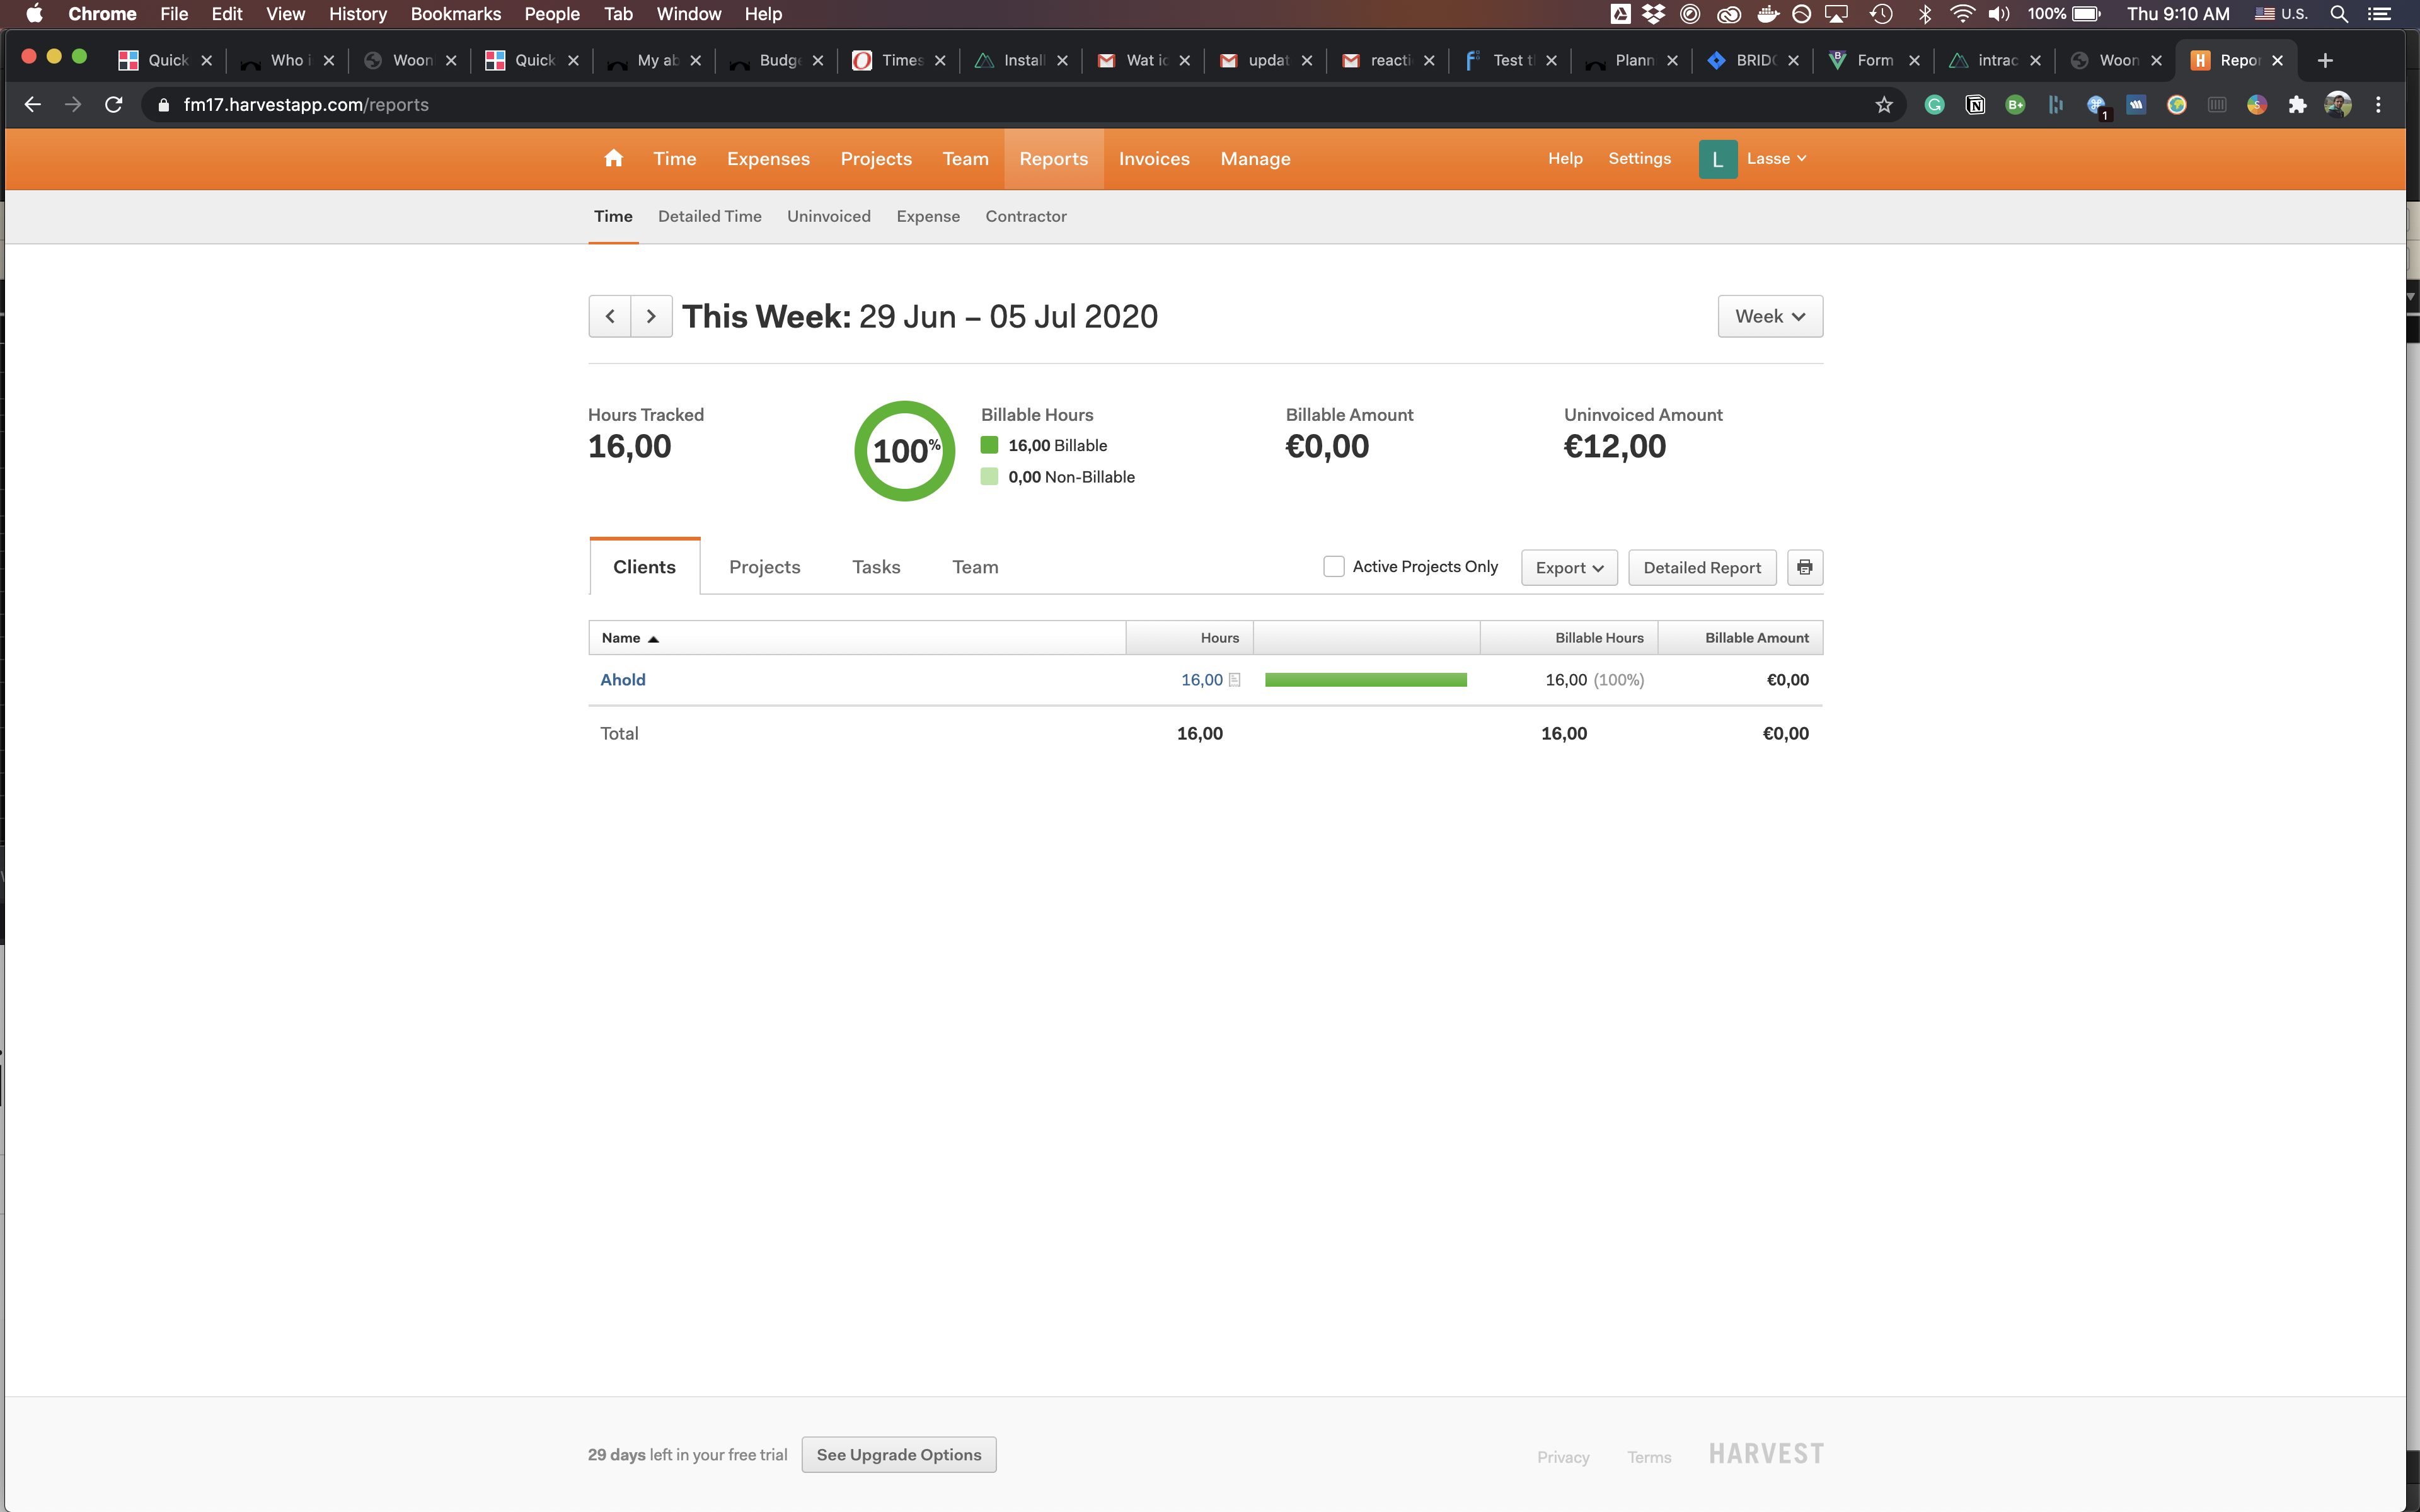 Chrome File Edit View History Bookmarks People Tab Window Help 100% Thu 9:10 AM U.S.
Quick Who i Woon Quick My ab Budge Times Install Wat ic updat reacti Test t Plann BRID Form intrac Woon Repor
fm17.harvestapp.com/reports
1
Time Expenses Projects Team Reports Invoices Manage Help Settings L Lasse
Time Detailed Time Uninvoiced Expense Contractor
This Week: 29 Jun – 05 Jul 2020 Week
Hours Tracked Billable Hours Billable Amount Uninvoiced Amount
16,00 100% 16,00 Billable €0,00 €12,00
0,00 Non-Billable
Clients Projects Tasks Team Active Projects Only Export Detailed Report
Name Hours Billable Hours Billable Amount
Ahold 16,00 16,00 (100%) €0,00
Total 16,00 16,00 €0,00
29 days left in your free trial See Upgrade Options Privacy Terms HARVEST